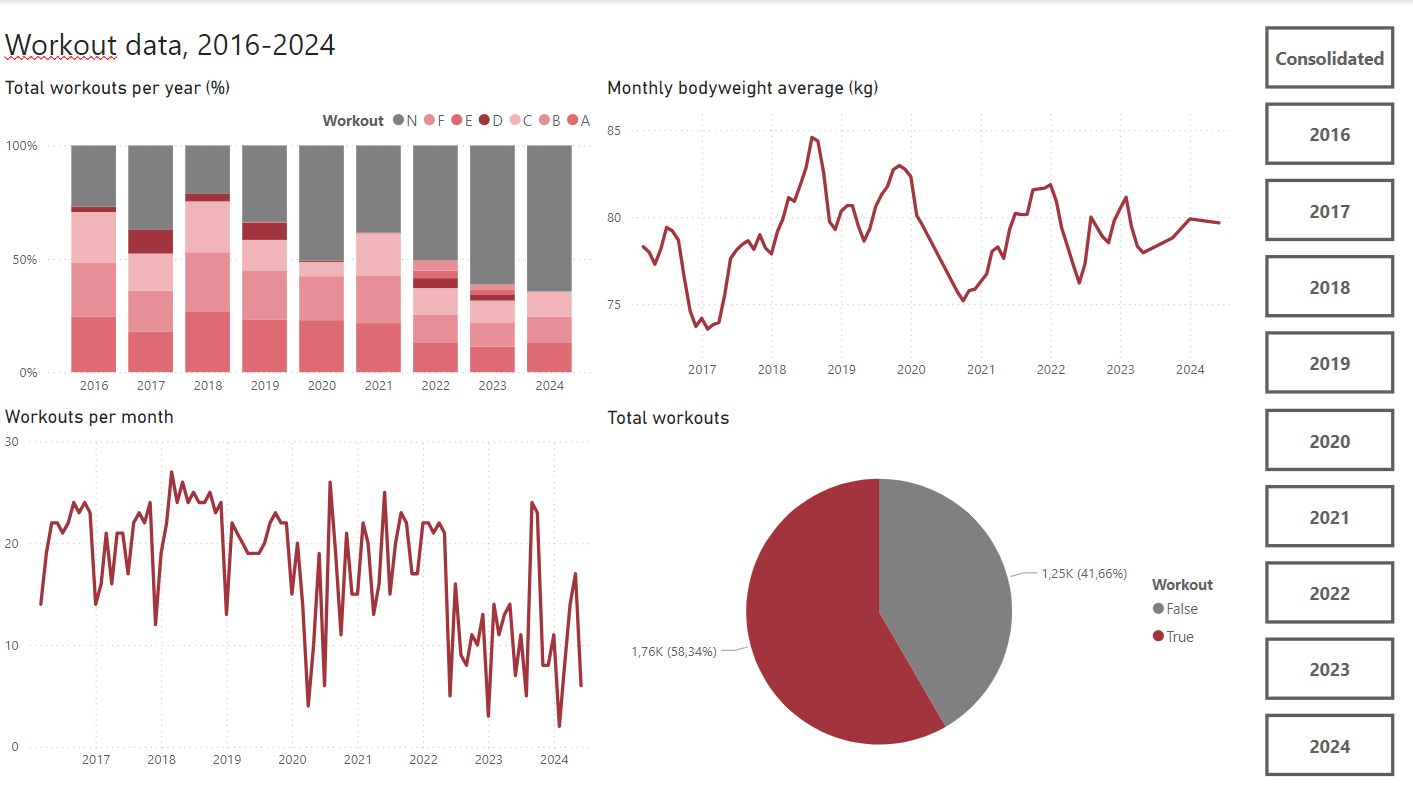 Workout data, 2016-2024
Total workouts per year (%)
Workout N F E D C B A
100%
50%
0%
2016 2017 2018 2019 2020 2021 2022 2023 2024
Monthly bodyweight average (kg)
85
80
75
2017 2018 2019 2020 2021 2022 2023 2024
Workouts per month
30
20
10
0
2017 2018 2019 2020 2021 2022 2023 2024
Total workouts
1,25K (41,66%)
1,76K (58,34%)
Workout
False
True
Consolidated
2016
2017
2018
2019
2020
2021
2022
2023
2024